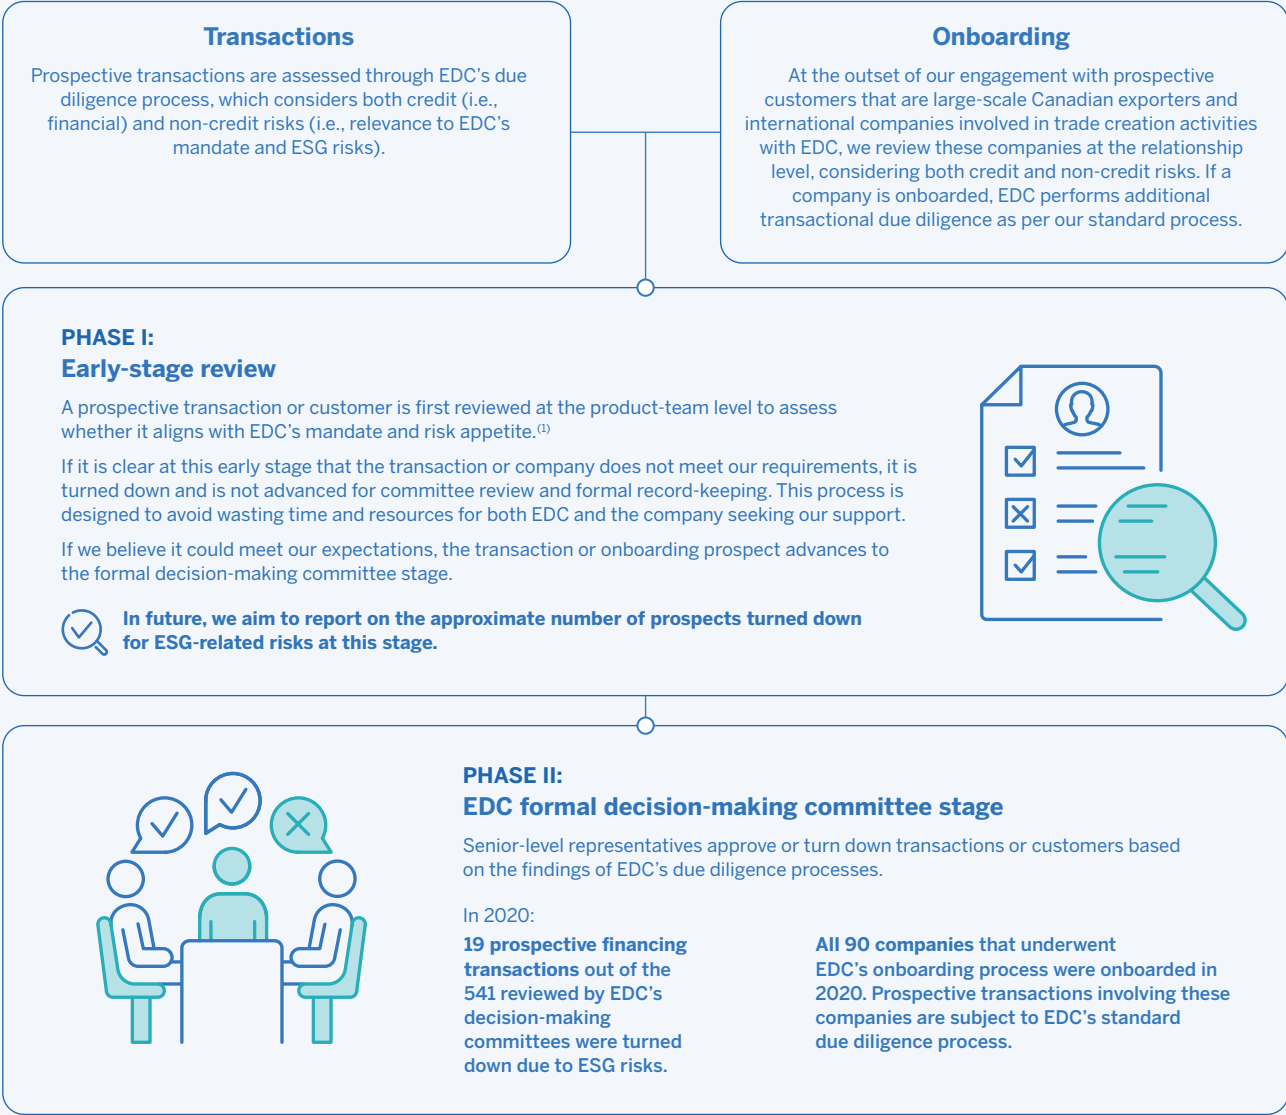 Transactions
Prospective transactions are assessed through EDC’s due
diligence process, which considers both credit (i.e.,
financial) and non-credit risks (i.e., relevance to EDC’s
mandate and ESG risks).
Onboarding
At the outset of our engagement with prospective
customers that are large-scale Canadian exporters and
international companies involved in trade creation activities
with EDC, we review these companies at the relationship
level, considering both credit and non-credit risks. If a
company is onboarded, EDC performs additional
transactional due diligence as per our standard process.
PHASE I:
Early-stage review
A prospective transaction or customer is first reviewed at the product-team level to assess
whether it aligns with EDC’s mandate and risk appetite.(1)
If it is clear at this early stage that the transaction or company does not meet our requirements, it is
turned down and is not advanced for committee review and formal record-keeping. This process is
designed to avoid wasting time and resources for both EDC and the company seeking our support.
If we believe it could meet our expectations, the transaction or onboarding prospect advances to
the formal decision-making committee stage.
In future, we aim to report on the approximate number of prospects turned down
for ESG-related risks at this stage.
PHASE II:
EDC formal decision-making committee stage
Senior-level representatives approve or turn down transactions or customers based
on the findings of EDC’s due diligence processes.
In 2020:
19 prospective financing
transactions out of the
541 reviewed by EDC’s
decision-making
committees were turned
down due to ESG risks.
All 90 companies that underwent
EDC’s onboarding process were onboarded in
2020. Prospective transactions involving these
companies are subject to EDC’s standard
due diligence process.